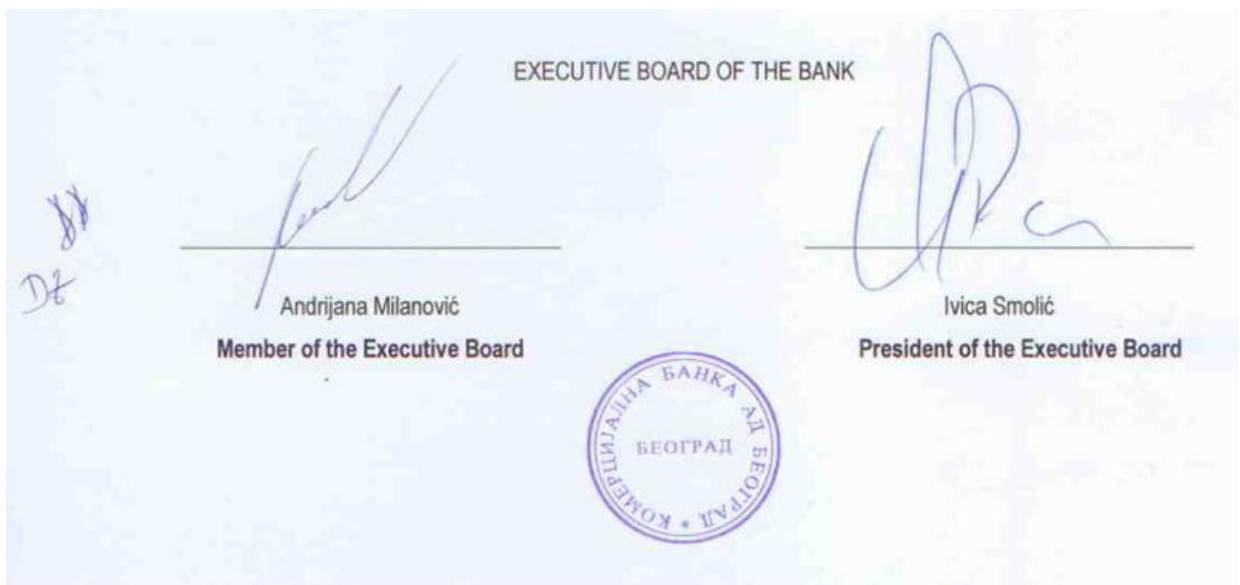 EXECUTIVE BOARD OF THE BANK
DŽ
Andrijana Milanović
Ivica Smolić
Member of the Executive Board
President of the Executive Board
КОМЕРЦИЈАЛНА БАНКА АД БЕОГРАД
БЕОГРАД